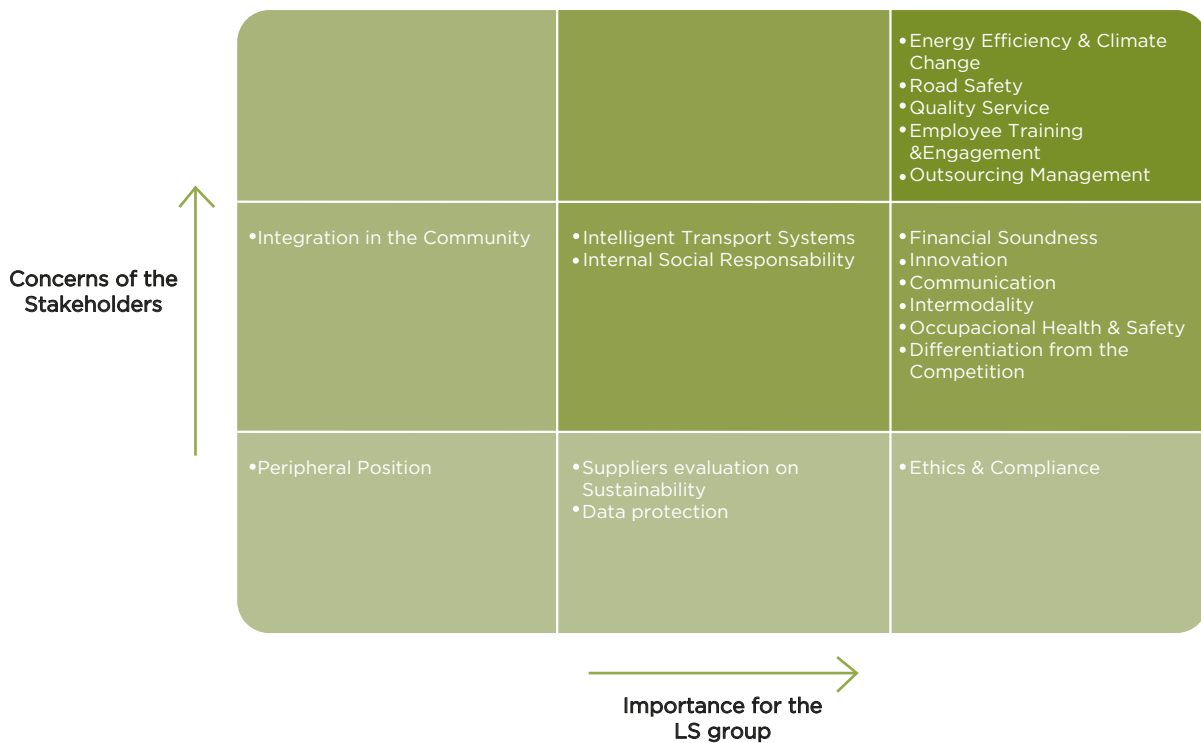 •Energy Efficiency & Climate
Change
•Road Safety
•Quality Service
•Employee Training
&Engagement
•Outsourcing Management
Concerns of the
Stakeholders
•Integration in the Community
•Intelligent Transport Systems
•Internal Social Responsability
•Financial Soundness
•Innovation
•Communication
•Intermodality
•Occupacional Health & Safety
•Differentiation from the
Competition
•Peripheral Position
•Suppliers evaluation on
Sustainability
•Data protection
•Ethics & Compliance
Importance for the
LS group